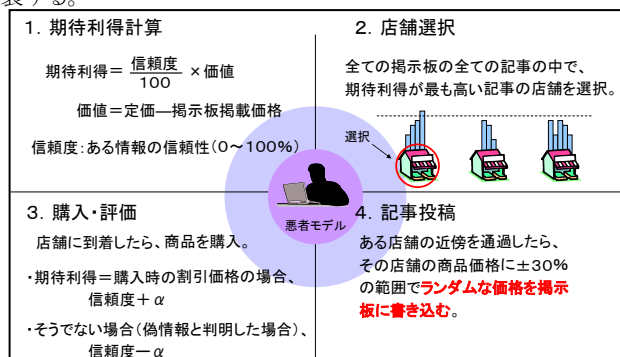 装する。
1. 期待利得計算
期待利得＝ 信頼度 ×価値
100
価値＝定価―掲示板掲載価格
信頼度:ある情報の信頼性(0～100%)
2. 店舗選択
全ての掲示板の全ての記事の中で、
期待利得が最も高い記事の店舗を選択。
選択
悪者モデル
3. 購入・評価
店舗に到着したら、商品を購入。
・期待利得＝購入時の割引価格の場合、
信頼度＋α
・そうでない場合(偽情報と判明した場合)、
信頼度―α
4. 記事投稿
ある店舗の近傍を通過したら、
その店舗の商品価格に±30%
の範囲でランダムな価格を掲示
板に書き込む。